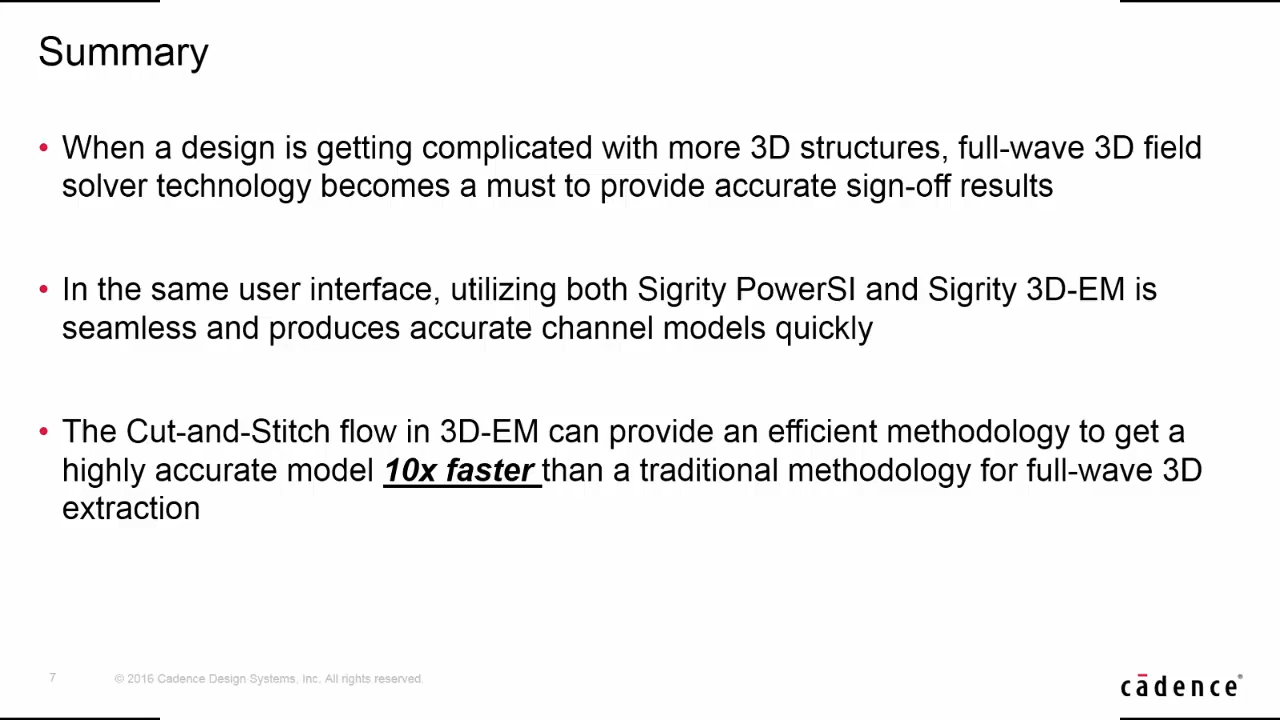 Summary
• When a design is getting complicated with more 3D structures, full-wave 3D field
solver technology becomes a must to provide accurate sign-off results
• In the same user interface, utilizing both Sigrity PowerSI and Sigrity 3D-EM is
seamless and produces accurate channel models quickly
• The Cut-and-Stitch flow in 3D-EM can provide an efficient methodology to get a
highly accurate model 10x faster than a traditional methodology for full-wave 3D
extraction
7 © 2016 Cadence Design Systems, Inc. All rights reserved.
cādence®